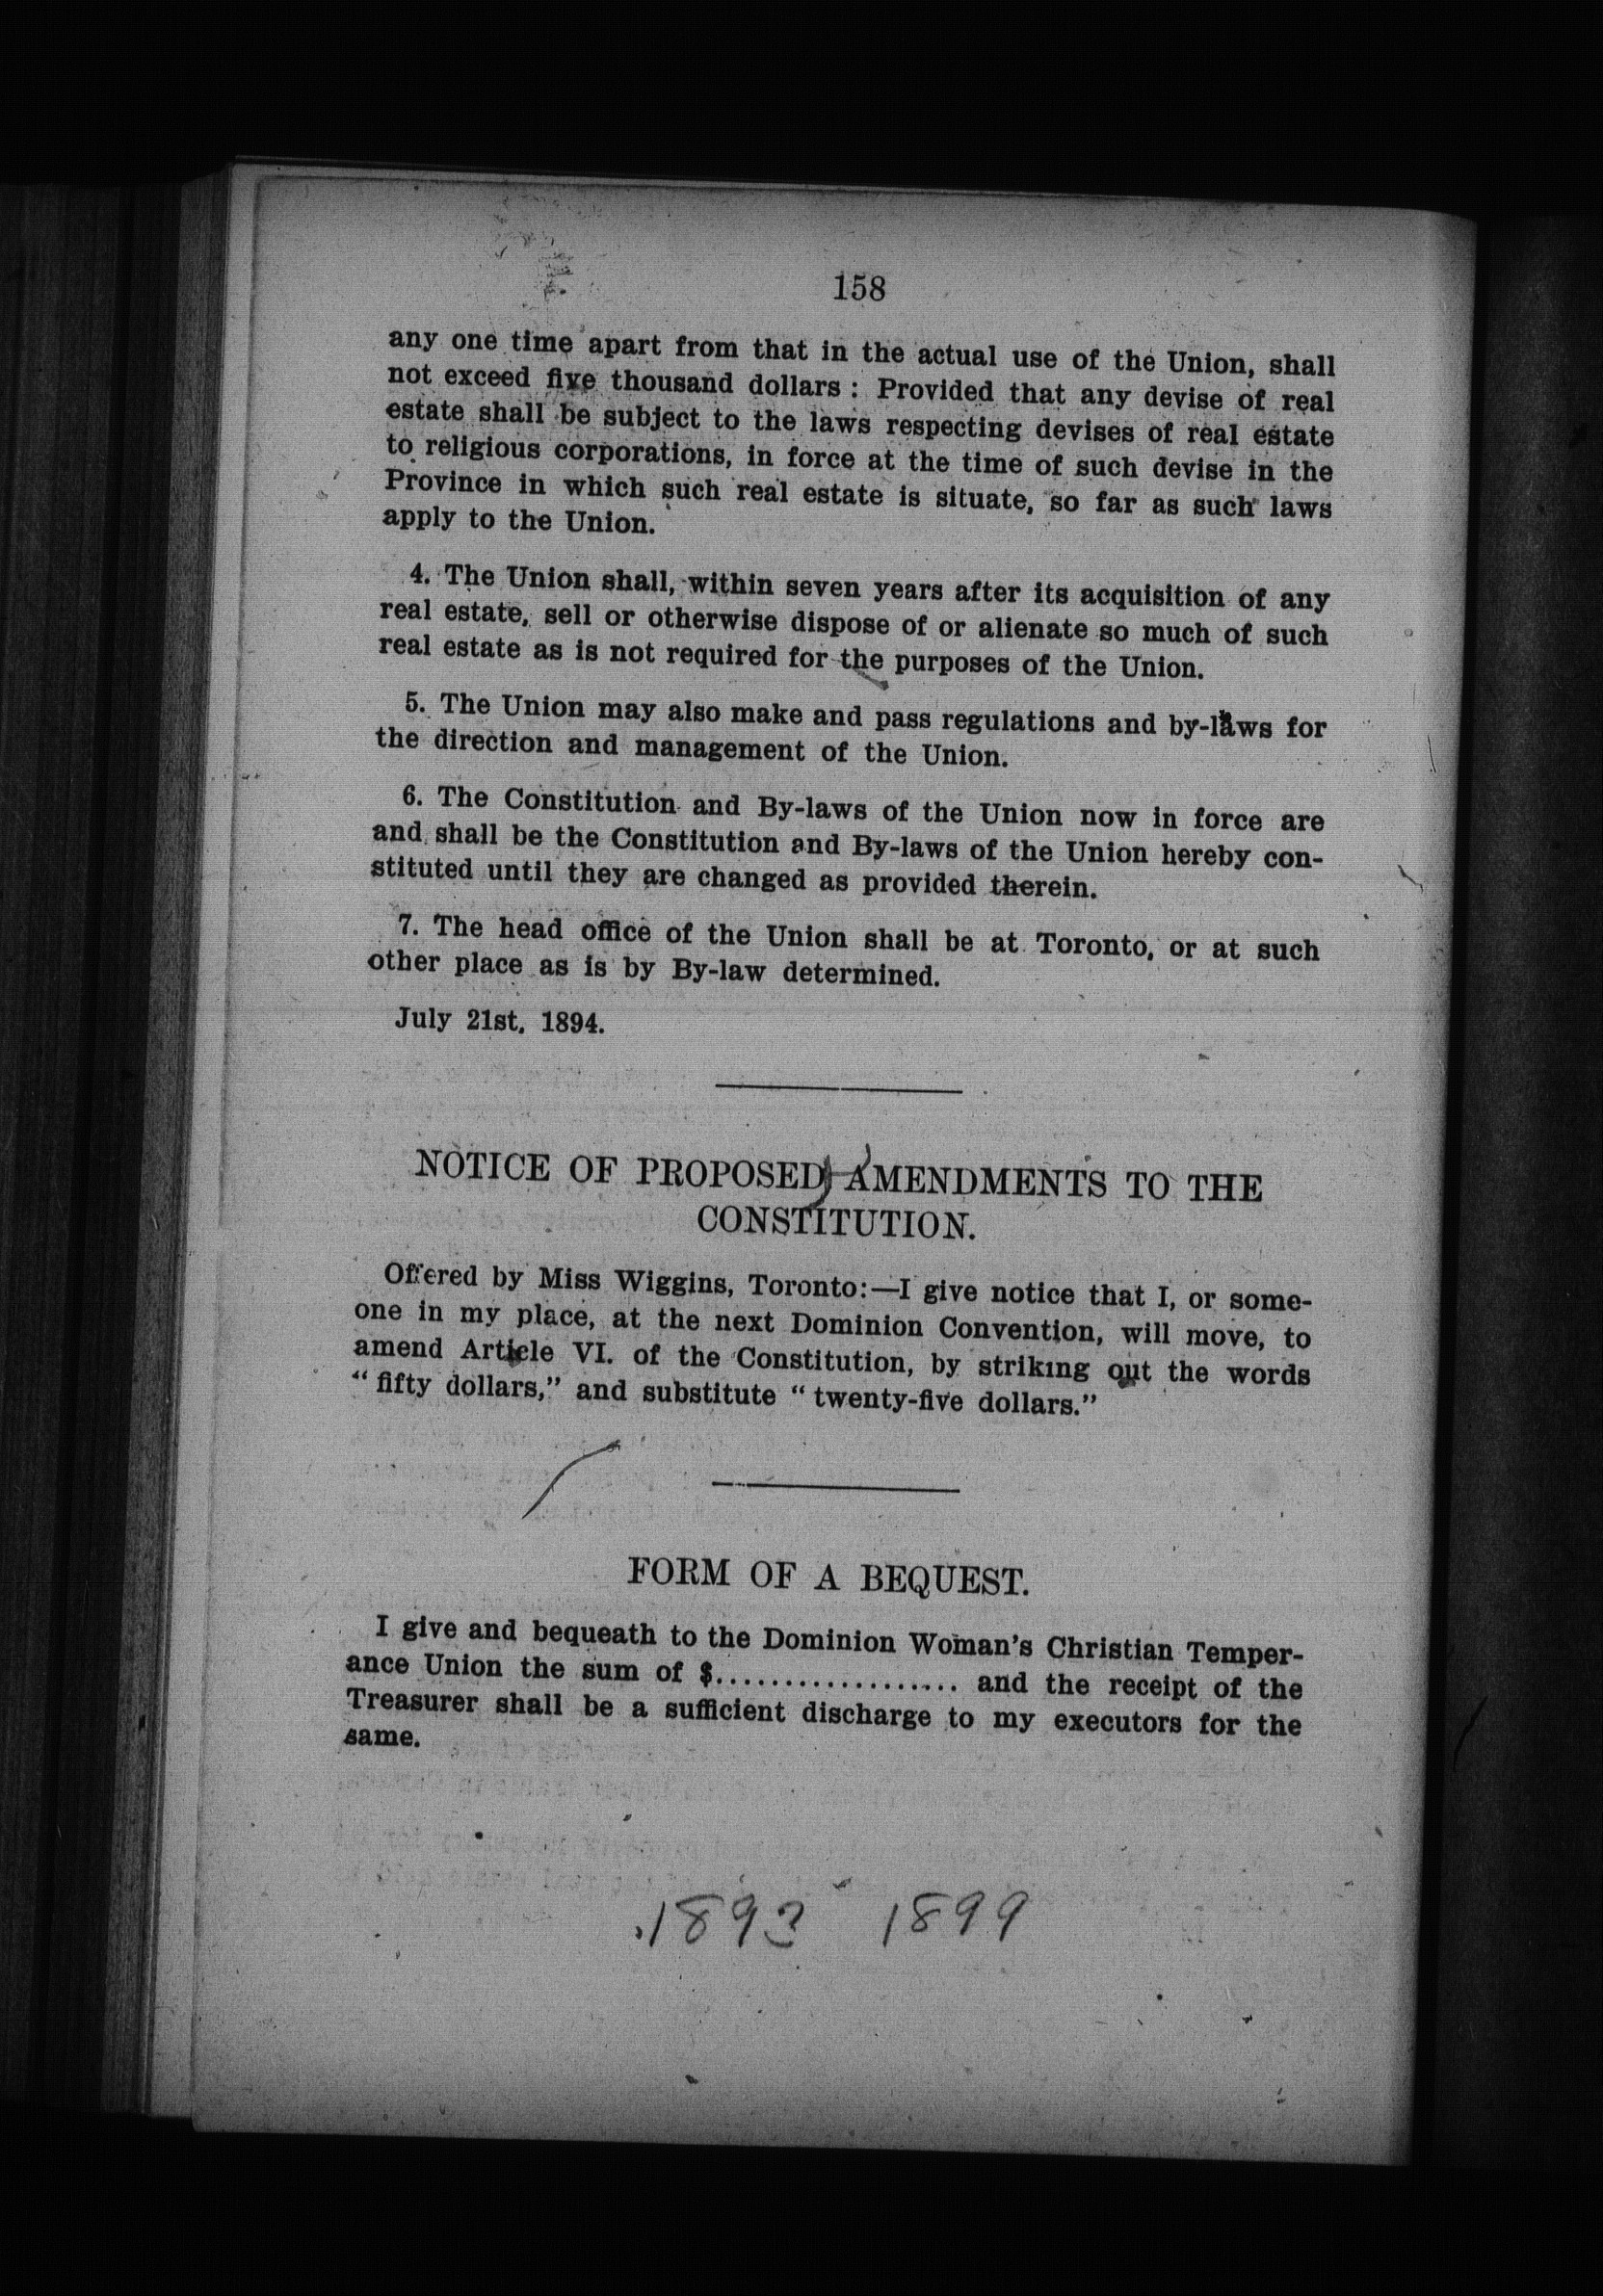 158
any one time apart from that in the actual use of the Union, shall
not exceed five thousand dollars : Provided that any devise of real
estate shall be subject to the laws respecting devises of real estate
to religious corporations, in force at the time of such devise in the
Province in which such real estate is situate, so far as such laws
apply to the Union.
4. The Union shall, within seven years after its acquisition of any
real estate, sell or otherwise dispose of or alienate so much of such
real estate as is not required for the purposes of the Union.
5. The Union may also make and pass regulations and by-laws for
the direction and management of the Union.
6. The Constitution and By-laws of the Union now in force are
and shall be the Constitution and By-laws of the Union hereby con-
stituted until they are changed as provided therein.
7. The head office of the Union shall be at Toronto, or at such
other place as is by By-law determined.
July 21st, 1894.
NOTICE OF PROPOSED AMENDMENTS TO THE
CONSTITUTION.
Offered by Miss Wiggins, Toronto:—I give notice that I, or some-
one in my place, at the next Dominion Convention, will move, to
amend Article VI. of the Constitution, by striking out the words
“ fifty dollars,” and substitute “ twenty-five dollars.”
FORM OF A BEQUEST.
I give and bequeath to the Dominion Woman's Christian Temper-
ance Union the sum of $.................. and the receipt of the
Treasurer shall be a sufficient discharge to my executors for the
same.
1893 1899